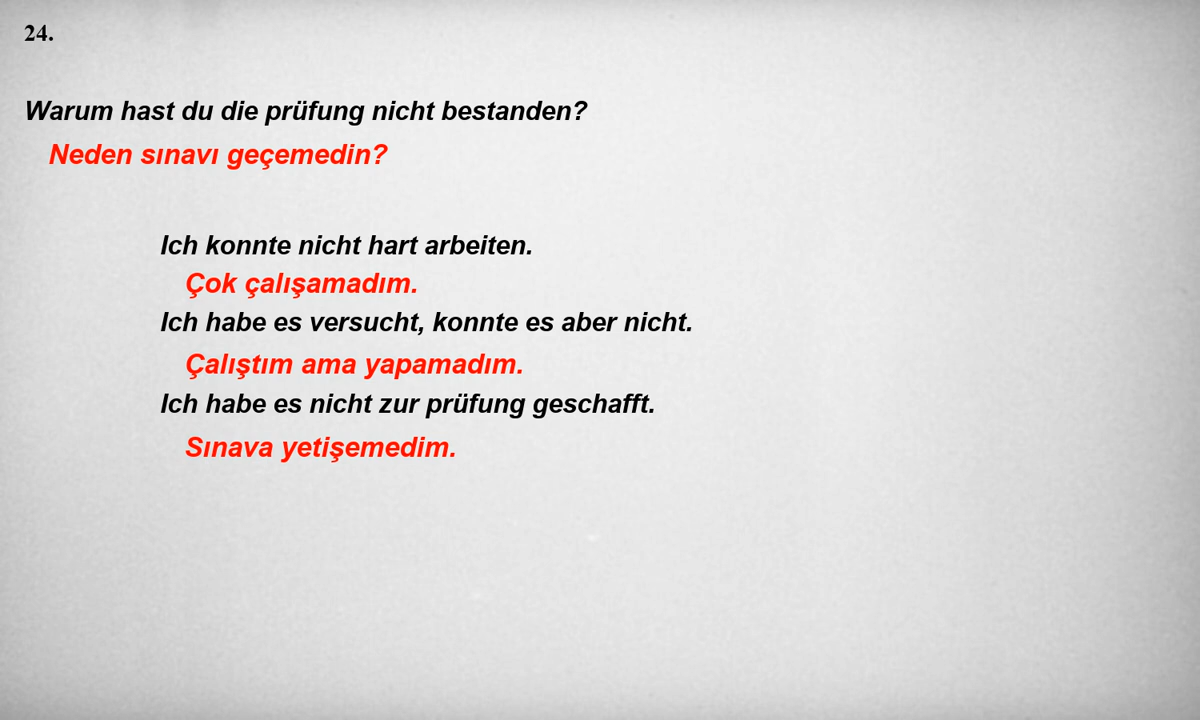 24.
Warum hast du die prüfung nicht bestanden?
Neden sınavı geçemedin?
Ich konnte nicht hart arbeiten.
Çok çalışamadım.
Ich habe es versucht, konnte es aber nicht.
Çalıştım ama yapamadım.
Ich habe es nicht zur prüfung geschafft.
Sınava yetişemedim.